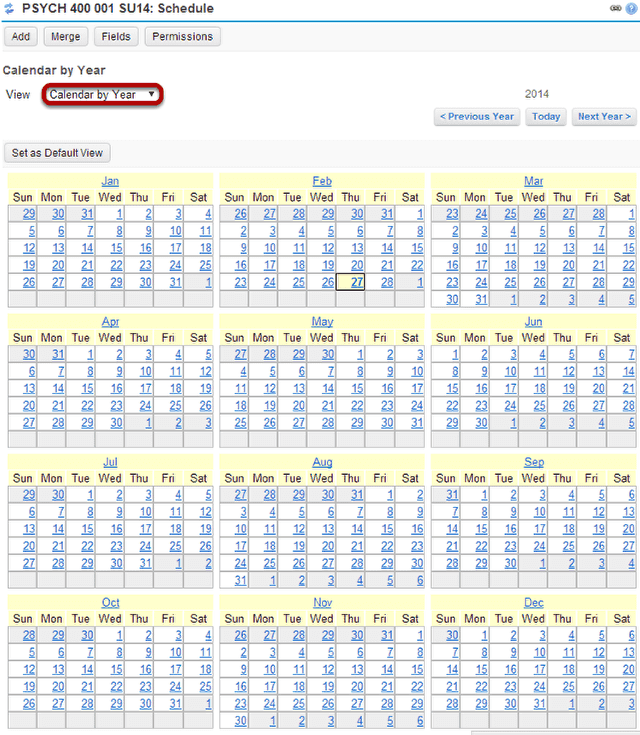 PSYCH 400 001 SU14: Schedule
Add Merge Fields Permissions
Calendar by Year
View Calendar by Year 2014
< Previous Year Today Next Year >
Set as Default View
Jan Feb Mar
Sun Mon Tue Wed Thu Fri Sat Sun Mon Tue Wed Thu Fri Sat Sun Mon Tue Wed Thu Fri Sat
29 30 31 1 2 3 4 26 27 28 29 30 31 1 23 24 25 26 27 28 1
5 6 7 8 9 10 11 2 3 4 5 6 7 8 2 3 4 5 6 7 8
12 13 14 15 16 17 18 9 10 11 12 13 14 15 9 10 11 12 13 14 15
19 20 21 22 23 24 25 16 17 18 19 20 21 22 16 17 18 19 20 21 22
26 27 28 29 30 31 1 23 24 25 26 27 28 1 23 24 25 26 27 28 29
30 31 1 2 3 4 5
Apr May Jun
Sun Mon Tue Wed Thu Fri Sat Sun Mon Tue Wed Thu Fri Sat Sun Mon Tue Wed Thu Fri Sat
30 31 1 2 3 4 5 27 28 29 30 1 2 3 1 2 3 4 5 6 7
6 7 8 9 10 11 12 4 5 6 7 8 9 10 8 9 10 11 12 13 14
13 14 15 16 17 18 19 11 12 13 14 15 16 17 15 16 17 18 19 20 21
20 21 22 23 24 25 26 18 19 20 21 22 23 24 22 23 24 25 26 27 28
27 28 29 30 1 2 3 25 26 27 28 29 30 31 29 30 1 2 3 4 5
Jul Aug Sep
Sun Mon Tue Wed Thu Fri Sat Sun Mon Tue Wed Thu Fri Sat Sun Mon Tue Wed Thu Fri Sat
29 30 1 2 3 4 5 27 28 29 30 31 1 2 31 1 2 3 4 5 6
6 7 8 9 10 11 12 3 4 5 6 7 8 9 7 8 9 10 11 12 13
13 14 15 16 17 18 19 10 11 12 13 14 15 16 14 15 16 17 18 19 20
20 21 22 23 24 25 26 17 18 19 20 21 22 23 21 22 23 24 25 26 27
27 28 29 30 31 1 2 24 25 26 27 28 29 30 28 29 30 1 2 3 4
31 1 2 3 4 5 6
Oct Nov Dec
Sun Mon Tue Wed Thu Fri Sat Sun Mon Tue Wed Thu Fri Sat Sun Mon Tue Wed Thu Fri Sat
28 29 30 1 2 3 4 26 27 28 29 30 31 1 30 1 2 3 4 5 6
5 6 7 8 9 10 11 2 3 4 5 6 7 8 7 8 9 10 11 12 13
12 13 14 15 16 17 18 9 10 11 12 13 14 15 14 15 16 17 18 19 20
19 20 21 22 23 24 25 16 17 18 19 20 21 22 21 22 23 24 25 26 27
26 27 28 29 30 31 1 23 24 25 26 27 28 29 28 29 30 31 1 2 3
30 1 2 3 4 5 6